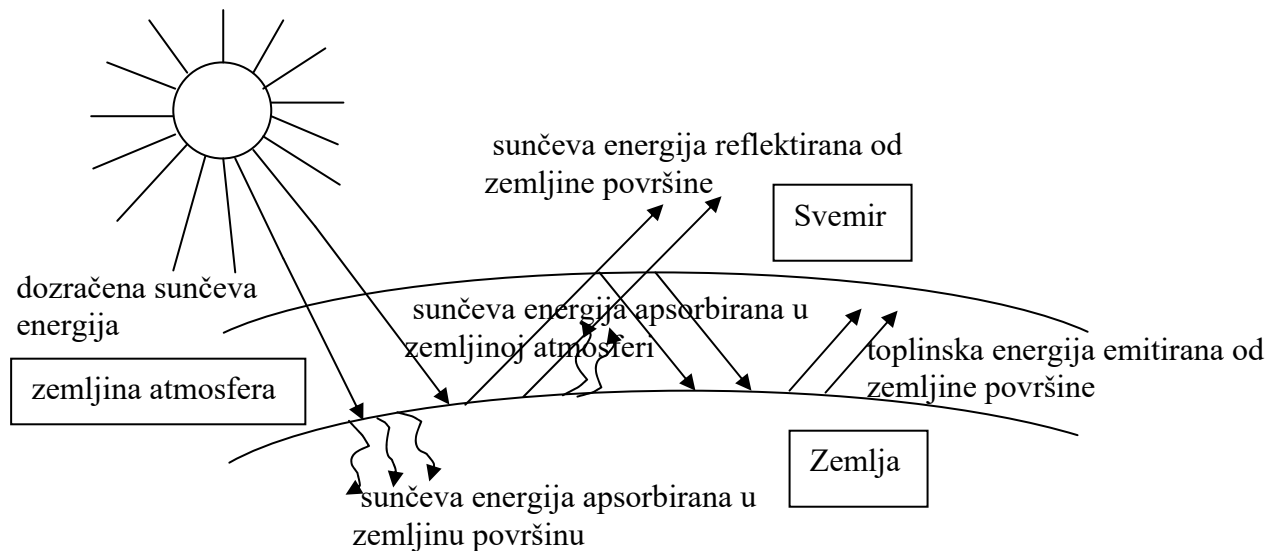 sunčeva energija reflektirana od
zemljine površine
Svemir
dozračena sunčeva
energija
sunčeva energija apsorbirana u
zemljinoj atmosferi
toplinska energija emitirana od
zemljine površine
zemljina atmosfera
Zemlja
sunčeva energija apsorbirana u
zemljinu površinu